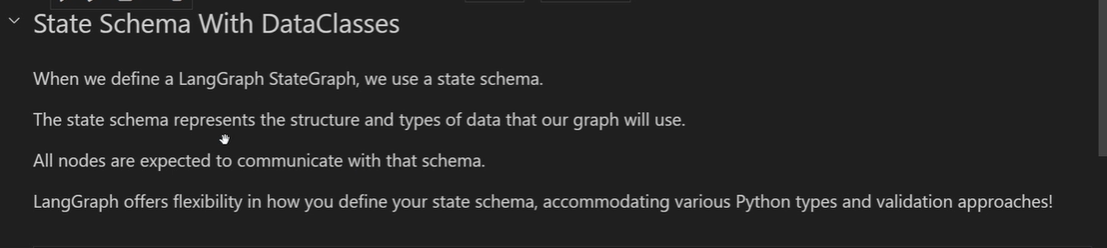 State Schema With DataClasses
When we define a LangGraph StateGraph, we use a state schema.
The state schema represents the structure and types of data that our graph will use.
All nodes are expected to communicate with that schema.
LangGraph offers flexibility in how you define your state schema, accommodating various Python types and validation approaches!